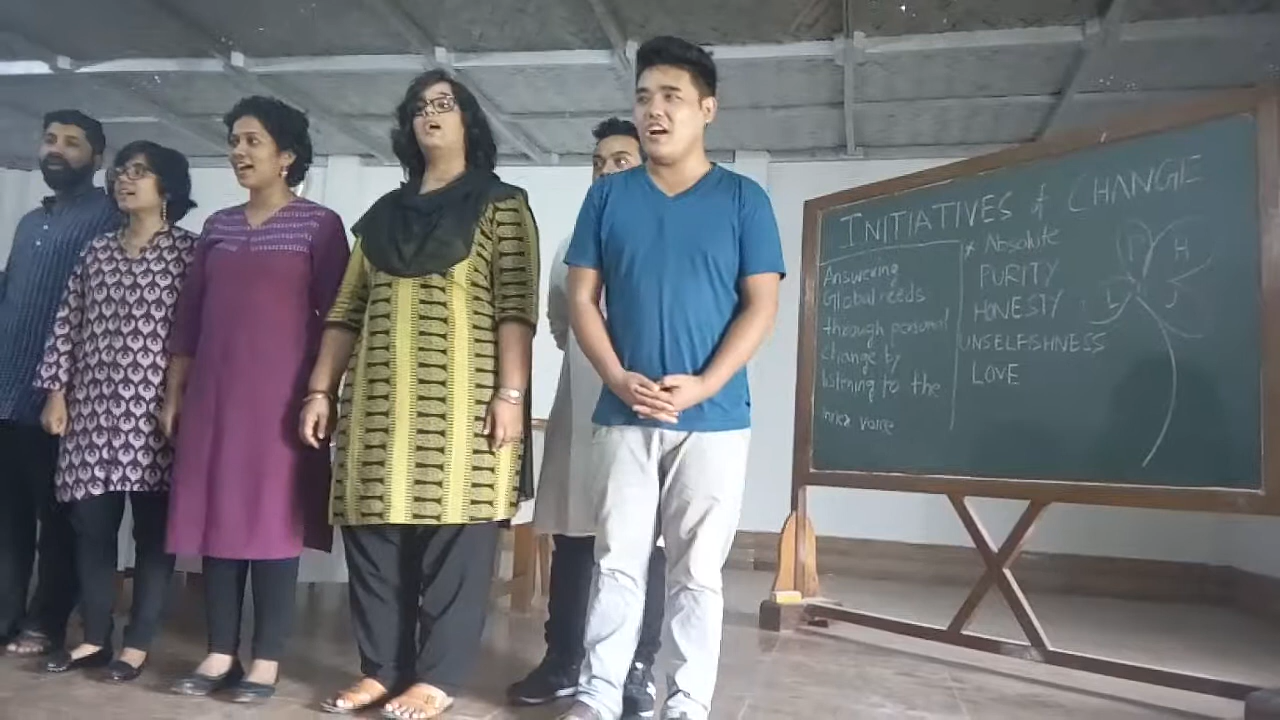 INITIATIVES of CHANGE
Answering
Global needs
through personal
change by
listening to the
inner voice
* Absolute
PURITY
HONESTY
UNSELFISHNESS
LOVE
P
H
L